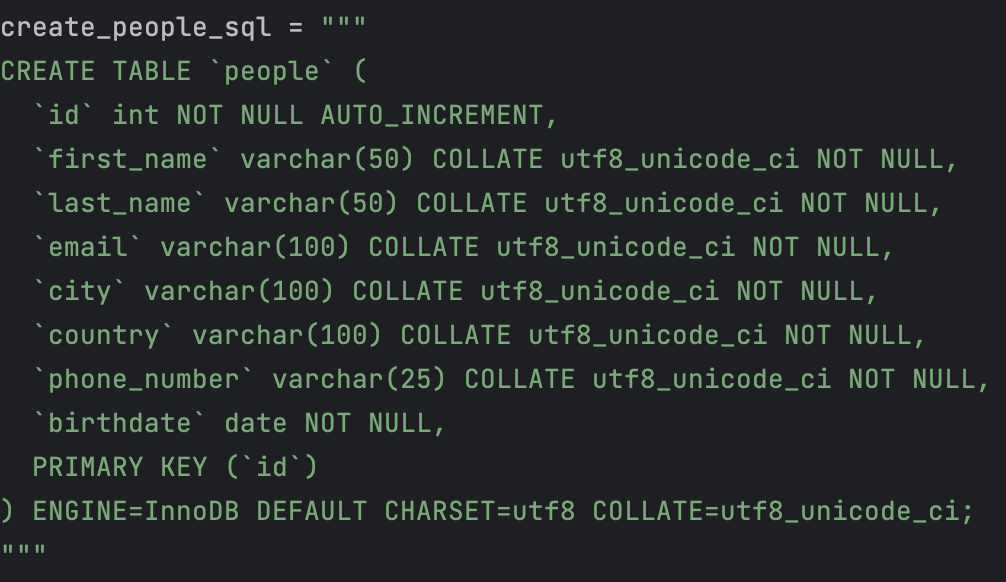 create_people_sql = """
CREATE TABLE `people` (
  `id` int NOT NULL AUTO_INCREMENT,
  `first_name` varchar(50) COLLATE utf8_unicode_ci NOT NULL,
  `last_name` varchar(50) COLLATE utf8_unicode_ci NOT NULL,
  `email` varchar(100) COLLATE utf8_unicode_ci NOT NULL,
  `city` varchar(100) COLLATE utf8_unicode_ci NOT NULL,
  `country` varchar(100) COLLATE utf8_unicode_ci NOT NULL,
  `phone_number` varchar(25) COLLATE utf8_unicode_ci NOT NULL,
  `birthdate` date NOT NULL,
  PRIMARY KEY (`id`)
) ENGINE=InnoDB DEFAULT CHARSET=utf8 COLLATE=utf8_unicode_ci;
"""